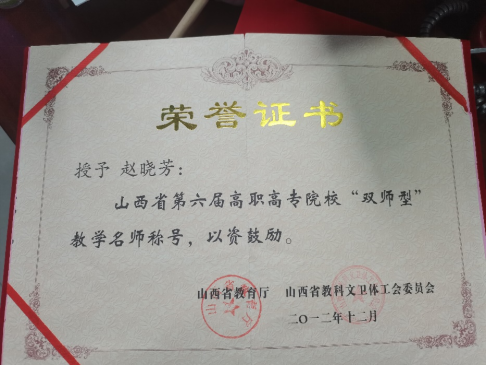 荣誉证书
授予 赵晓芳：
山西省第六届高职高专院校“双师型”
教学名师称号，以资鼓励。
山西省教育厅 山西省教科文卫体工会委员会
二〇一二年十二月